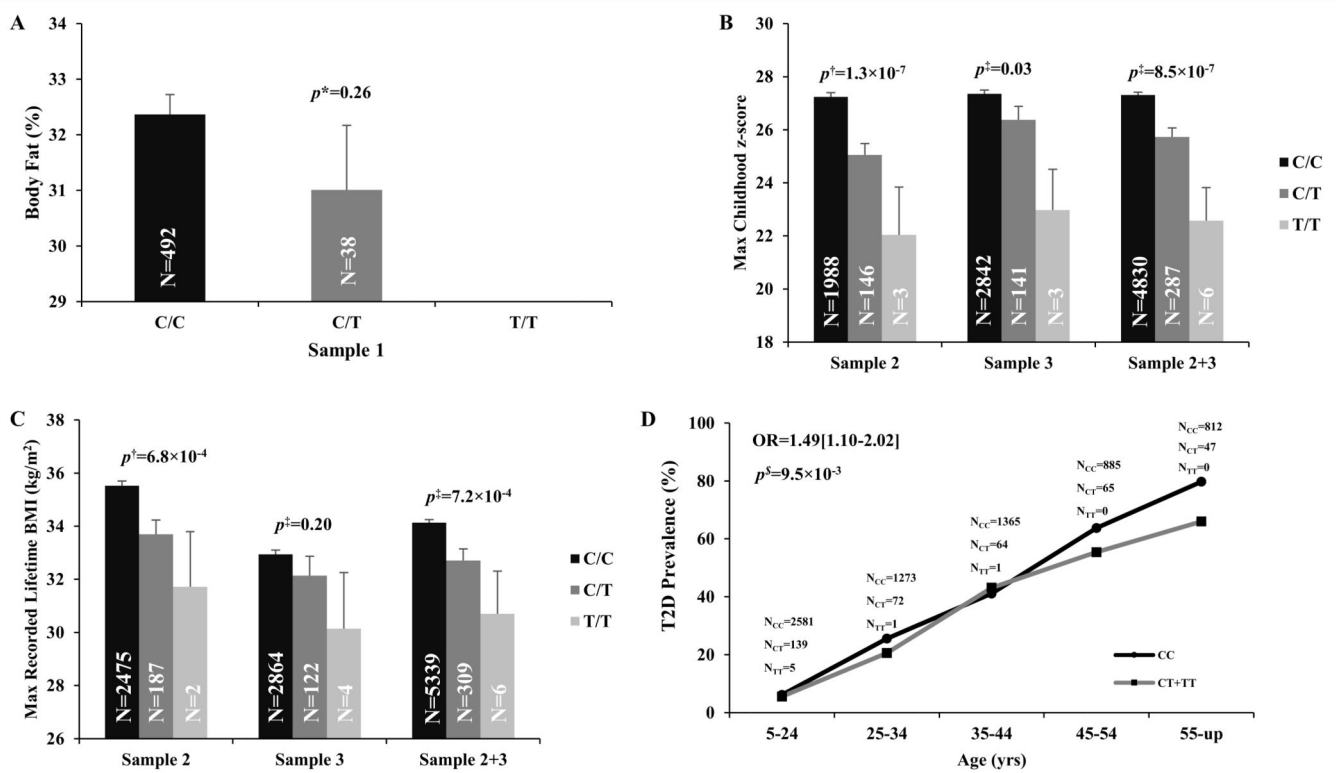 A
34
33
32
31
30
29
Body Fat (%)
p*=0.26
N=492
N=38
C/C
C/T
T/T
Sample 1
B
30
28
26
24
22
20
18
Max Childhood z-score
p†=1.3×10-7
p‡=0.03
p‡=8.5×10-7
N=1988
N=146
N=3
N=2842
N=141
N=3
N=4830
N=287
N=6
Sample 2
Sample 3
Sample 2+3
C/C
C/T
T/T
C
38
36
34
32
30
28
26
Max Recorded Lifetime BMI (kg/m2)
p†=6.8×10-4
p‡=0.20
p‡=7.2×10-4
N=2475
N=187
N=2
N=2864
N=122
N=4
N=5339
N=309
N=6
Sample 2
Sample 3
Sample 2+3
C/C
C/T
T/T
D
100
80
60
40
20
0
T2D Prevalence (%)
OR=1.49[1.10-2.02]
p$=9.5×10-3
NCC=2581
NCT=139
NTT=5
NCC=1273
NCT=72
NTT=1
NCC=1365
NCT=64
NTT=1
NCC=885
NCT=65
NTT=0
NCC=812
NCT=47
NTT=0
CC
CT+TT
5-24
25-34
35-44
45-54
55-up
Age (yrs)